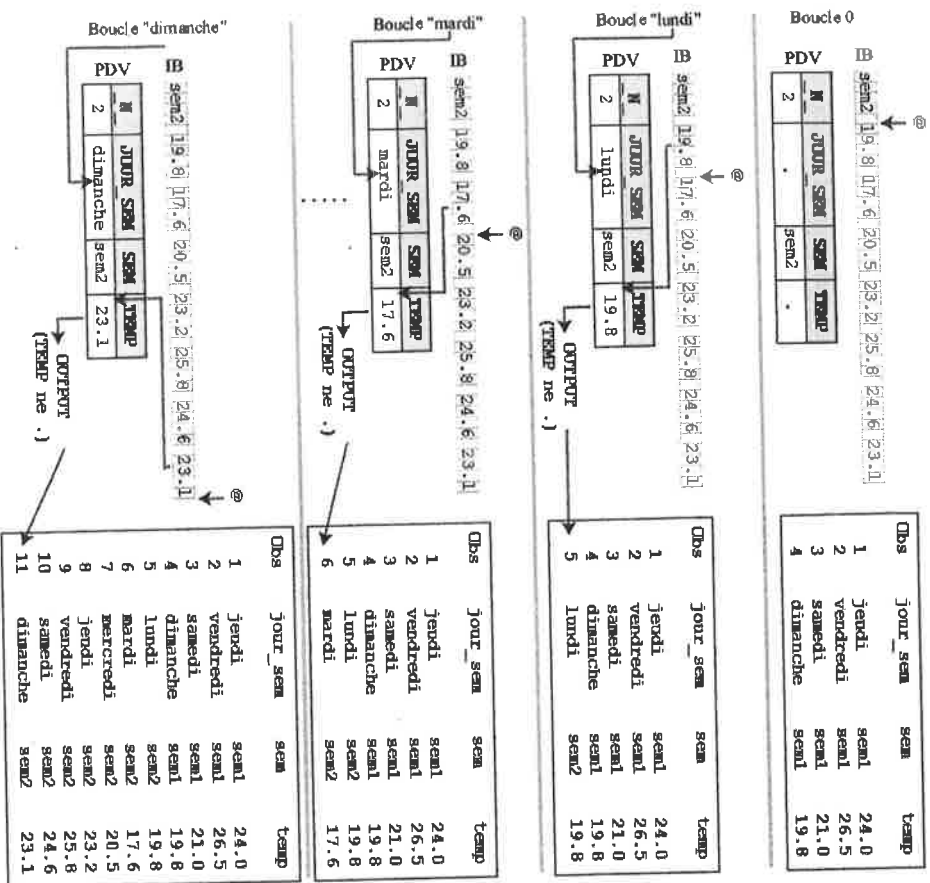 Boucle 0
@
IB sem2 19.8 17.6 20.5 23.2 25.8 24.6 23.1
PDV
_N_ JOUR_SEM SEM TEMP
2 . sem2 .
Obs jour_sem sem temp
1 jeudi sem1 24.0
2 vendredi sem1 26.5
3 samedi sem1 21.0
4 dimanche sem1 19.8
Boucle "lundi"
@
IB sem2 19.8 17.6 20.5 23.2 25.8 24.6 23.1
PDV
_N_ JOUR_SEM SEM TEMP
2 lundi sem2 19.8
OUTPUT
(TEMP ne .)
Obs jour_sem sem temp
1 jeudi sem1 24.0
2 vendredi sem1 26.5
3 samedi sem1 21.0
4 dimanche sem1 19.8
5 lundi sem2 19.8
Boucle "mardi"
@
IB sem2 19.8 17.6 20.5 23.2 25.8 24.6 23.1
PDV
_N_ JOUR_SEM SEM TEMP
2 mardi sem2 17.6
OUTPUT
(TEMP ne .)
. . . . .
Obs jour_sem sem temp
1 jeudi sem1 24.0
2 vendredi sem1 26.5
3 samedi sem1 21.0
4 dimanche sem1 19.8
5 lundi sem2 19.8
6 mardi sem2 17.6
Boucle "dimanche"
@
IB sem2 19.8 17.6 20.5 23.2 25.8 24.6 23.1
PDV
_N_ JOUR_SEM SEM TEMP
2 dimanche sem2 23.1
OUTPUT
(TEMP ne .)
Obs jour_sem sem temp
1 jeudi sem1 24.0
2 vendredi sem1 26.5
3 samedi sem1 21.0
4 dimanche sem1 19.8
5 lundi sem2 19.8
6 mardi sem2 17.6
7 mercredi sem2 20.5
8 jeudi sem2 23.2
9 vendredi sem2 25.8
10 samedi sem2 24.6
11 dimanche sem2 23.1